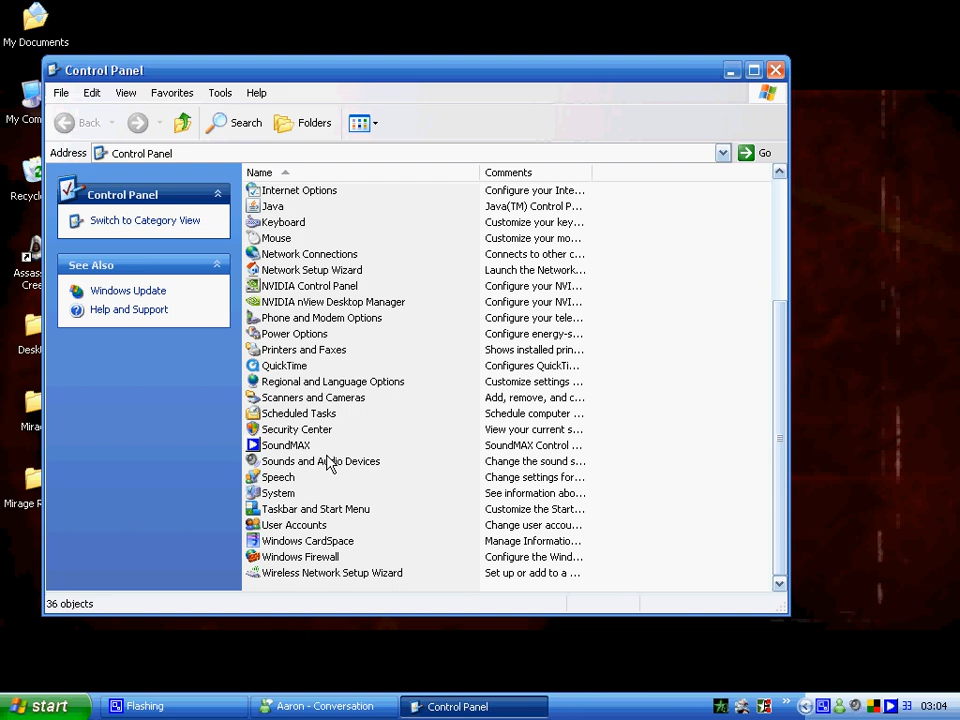 My Documents
My Com
Recycl
Assass
Cree
Desk
Mira
Mirage R
Control Panel
File Edit View Favorites Tools Help
Back Search Folders
Address Control Panel Go
Control Panel
Switch to Category View
See Also
Windows Update
Help and Support
Name Comments
Internet Options Configure your Inte...
Java Java(TM) Control P...
Keyboard Customize your key...
Mouse Customize your mo...
Network Connections Connects to other c...
Network Setup Wizard Launch the Network...
NVIDIA Control Panel Configure your NVI...
NVIDIA nView Desktop Manager Configure your NVI...
Phone and Modem Options Configure your tele...
Power Options Configure energy-s...
Printers and Faxes Shows installed prin...
QuickTime Configures QuickTi...
Regional and Language Options Customize settings ...
Scanners and Cameras Add, remove, and c...
Scheduled Tasks Schedule computer ...
Security Center View your current s...
SoundMAX SoundMAX Control ...
Sounds and Audio Devices Change the sound s...
Speech Change settings for...
System See information abo...
Taskbar and Start Menu Customize the Start...
User Accounts Change user accou...
Windows CardSpace Manage Informatio...
Windows Firewall Configure the Wind...
Wireless Network Setup Wizard Set up or add to a ...
36 objects
start Flashing Aaron - Conversation Control Panel 33 03:04